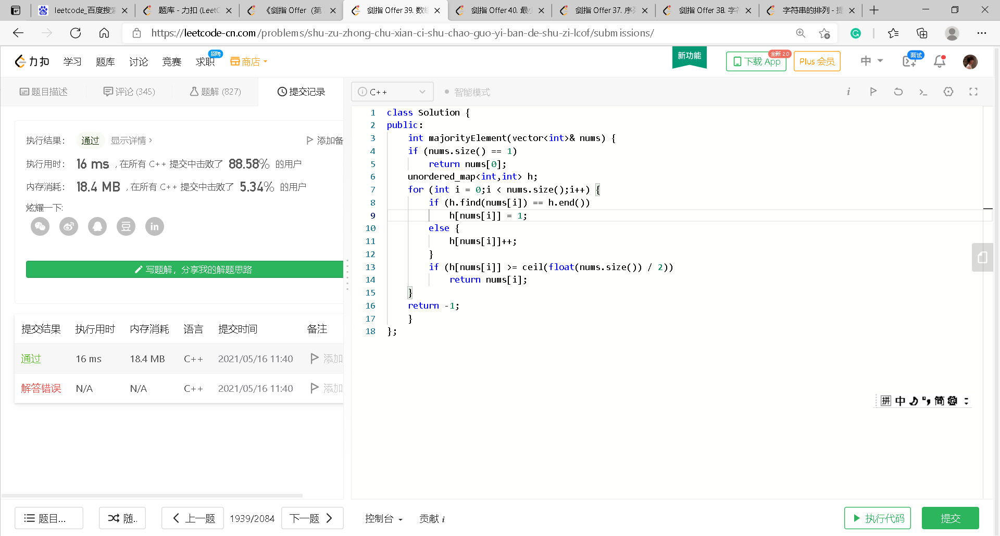 leetcode_百度搜索
题库 - 力扣 (LeetC
《剑指 Offer（第
剑指 Offer 39. 数组
剑指 Offer 40. 最小
剑指 Offer 37. 序列
剑指 Offer 38. 字符
字符串的排列 - 提
https://leetcode-cn.com/problems/shu-zu-zhong-chu-xian-ci-shu-chao-guo-yi-ban-de-shu-zi-lcof/submissions/
力扣 学习 题库 讨论 竞赛 求职 招聘 商店 新功能 下载 App 全新 2.0 Plus 会员 中 面试
题目描述 评论 (345) 题解 (827) 提交记录 C++ 智能模式
执行结果： 通过 显示详情 添加备
执行用时： 16 ms , 在所有 C++ 提交中击败了 88.58% 的用户
内存消耗： 18.4 MB , 在所有 C++ 提交中击败了 5.34% 的用户
炫耀一下:
写题解，分享我的解题思路
提交结果 执行用时 内存消耗 语言 提交时间 备注
通过 16 ms 18.4 MB C++ 2021/05/16 11:40 添加
解答错误 N/A N/A C++ 2021/05/16 11:40 添加
1 class Solution {
2 public:
3 int majorityElement(vector<int>& nums) {
4 if (nums.size() == 1)
5 return nums[0];
6 unordered_map<int,int> h;
7 for (int i = 0;i < nums.size();i++) {
8 if (h.find(nums[i]) == h.end())
9 h[nums[i]] = 1;
10 else {
11 h[nums[i]]++;
12 }
13 if (h[nums[i]] >= ceil(float(nums.size()) / 2))
14 return nums[i];
15 }
16 return -1;
17 }
18 };
拼 中 简
题目... 随.. 上一题 1939/2084 下一题 控制台 贡献 i 执行代码 提交